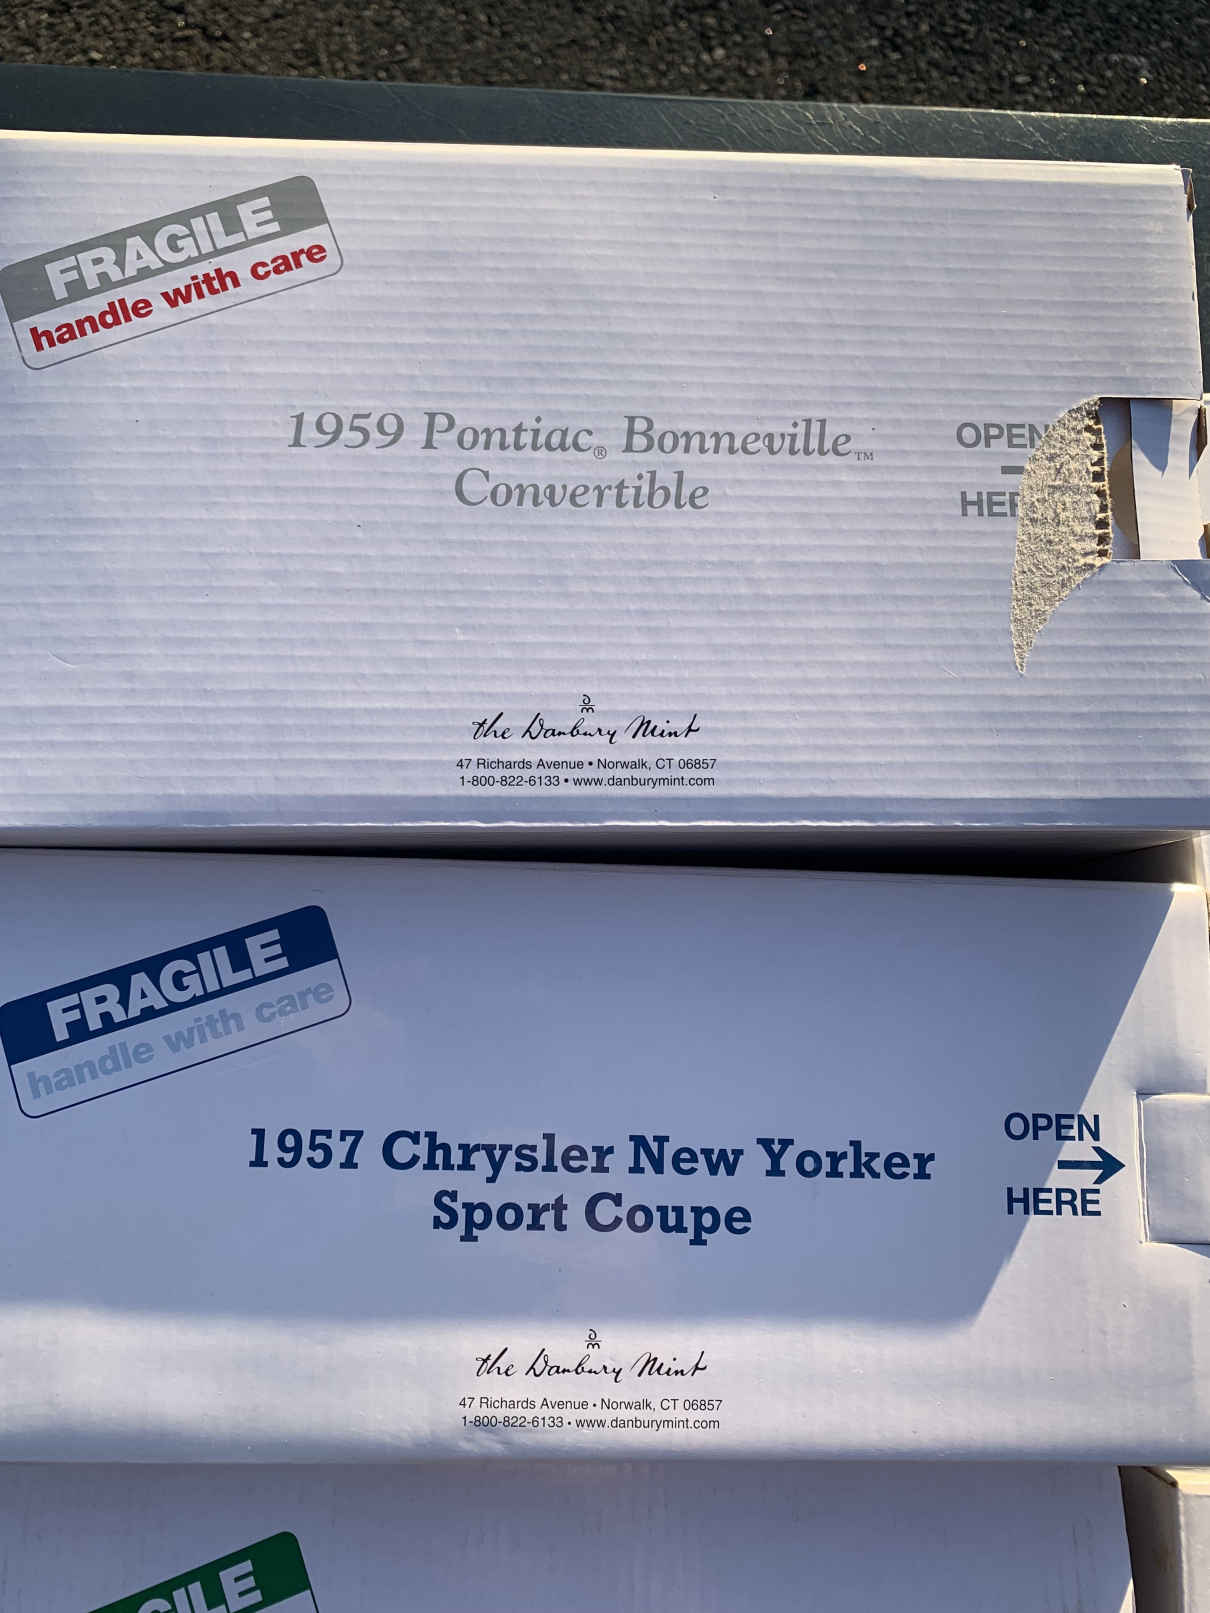 FRAGILE
handle with care
1959 Pontiac® Bonneville™
Convertible
OPEN
the Danbury Mint
47 Richards Avenue • Norwalk, CT 06857
1-800-822-6133 • www.danburymint.com
FRAGILE
handle with care
1957 Chrysler New Yorker
Sport Coupe
OPEN
→
HERE
the Danbury Mint
47 Richards Avenue • Norwalk, CT 06857
1-800-822-6133 • www.danburymint.com